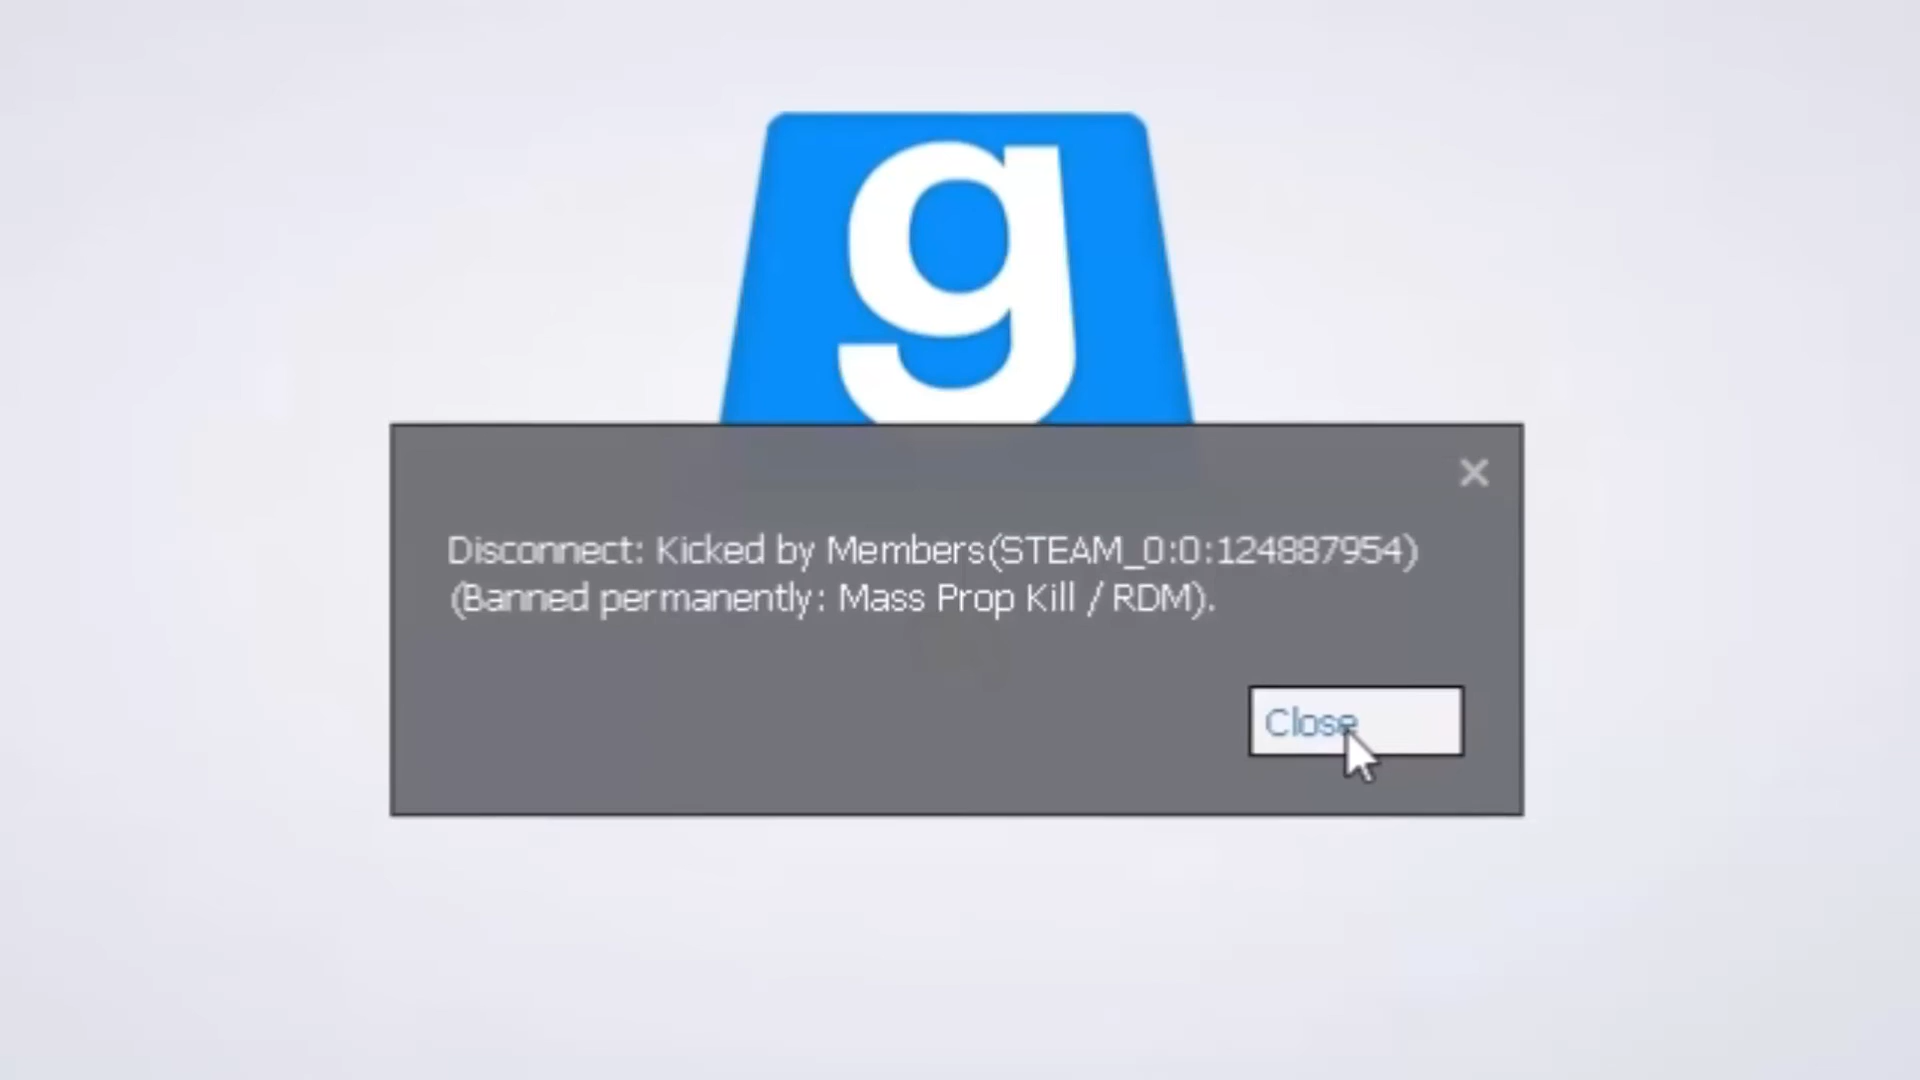 g
Disconnect: Kicked by Members(STEAM_0:0:124887954)
(Banned permanently: Mass Prop Kill / RDM).
Close